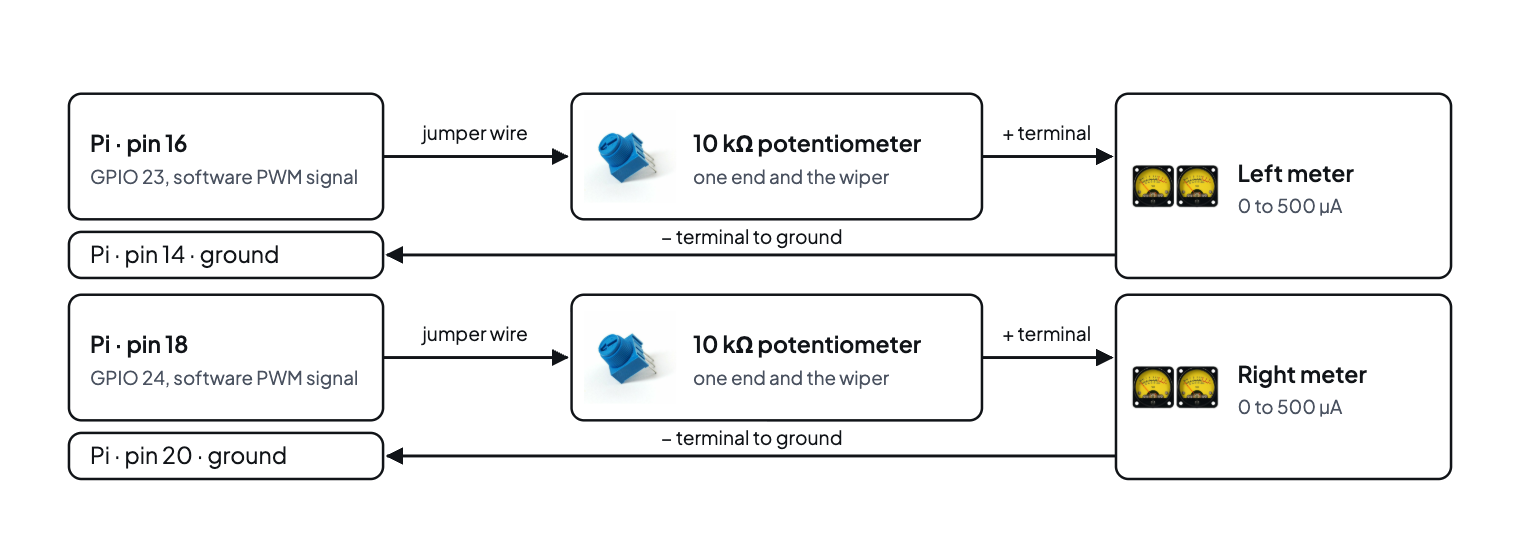 Pi · pin 16
GPIO 23, software PWM signal
jumper wire
10 kΩ potentiometer
one end and the wiper
+ terminal
Left meter
0 to 500 µA
– terminal to ground
Pi · pin 14 · ground
Pi · pin 18
GPIO 24, software PWM signal
jumper wire
10 kΩ potentiometer
one end and the wiper
+ terminal
Right meter
0 to 500 µA
– terminal to ground
Pi · pin 20 · ground